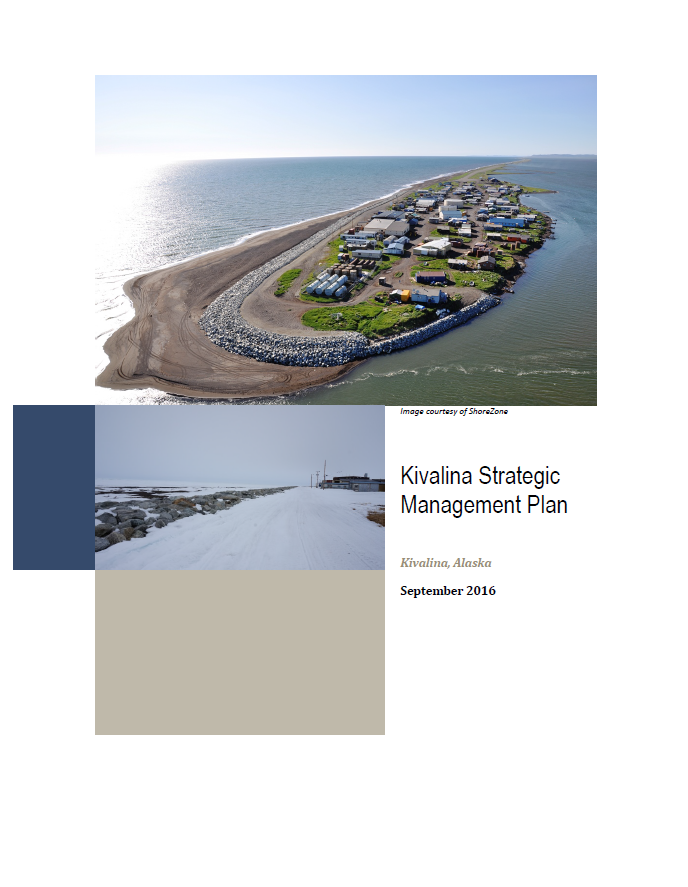 Image courtesy of ShoreZone
Kivalina Strategic
Management Plan
Kivalina, Alaska
September 2016